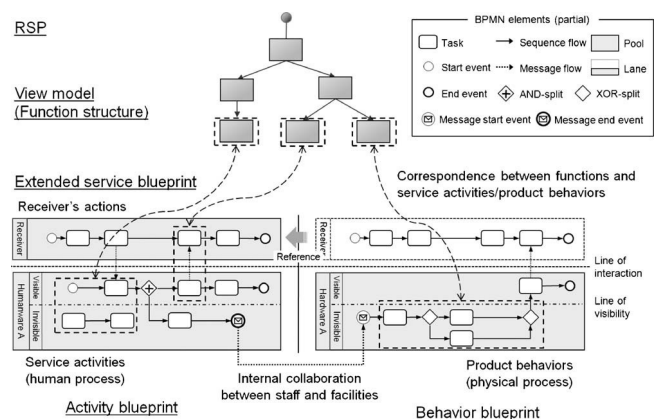 RSP
BPMN elements (partial)
Task
Sequence flow
Pool
Start event
Message flow
Lane
End event
AND-split
XOR-split
Message start event
Message end event
View model
(Function structure)
Extended service blueprint
Correspondence between functions and
service activities/product behaviors
Receiver's actions
Receiver
Reference
Receiver
Line of
interaction
Humanware A
Visible
Invisible
Hardware A
Visible
Invisible
Line of
visibility
Service activities
(human process)
Internal collaboration
between staff and facilities
Product behaviors
(physical process)
Activity blueprint
Behavior blueprint